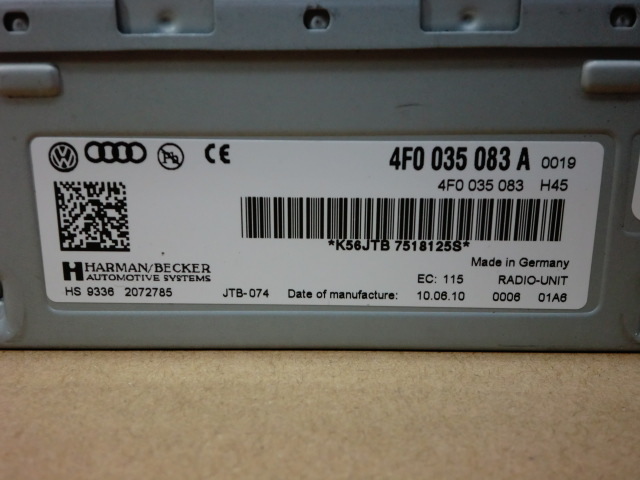 Pb CE 4F0 035 083 A 0019
4F0 035 083 H45
*K56JTB 7518125S*
Made in Germany
HARMAN/BECKER
AUTOMOTIVE SYSTEMS
EC: 115 RADIO-UNIT
HS 9336 2072785 JTB-074 Date of manufacture: 10.06.10 0006 01A6